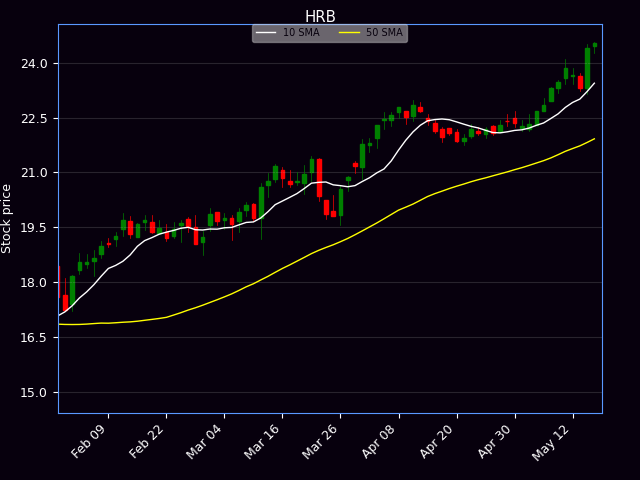 HRB
10 SMA
50 SMA
Stock price
24.0
22.5
21.0
19.5
18.0
16.5
15.0
Feb 09
Feb 22
Mar 04
Mar 16
Mar 26
Apr 08
Apr 20
Apr 30
May 12